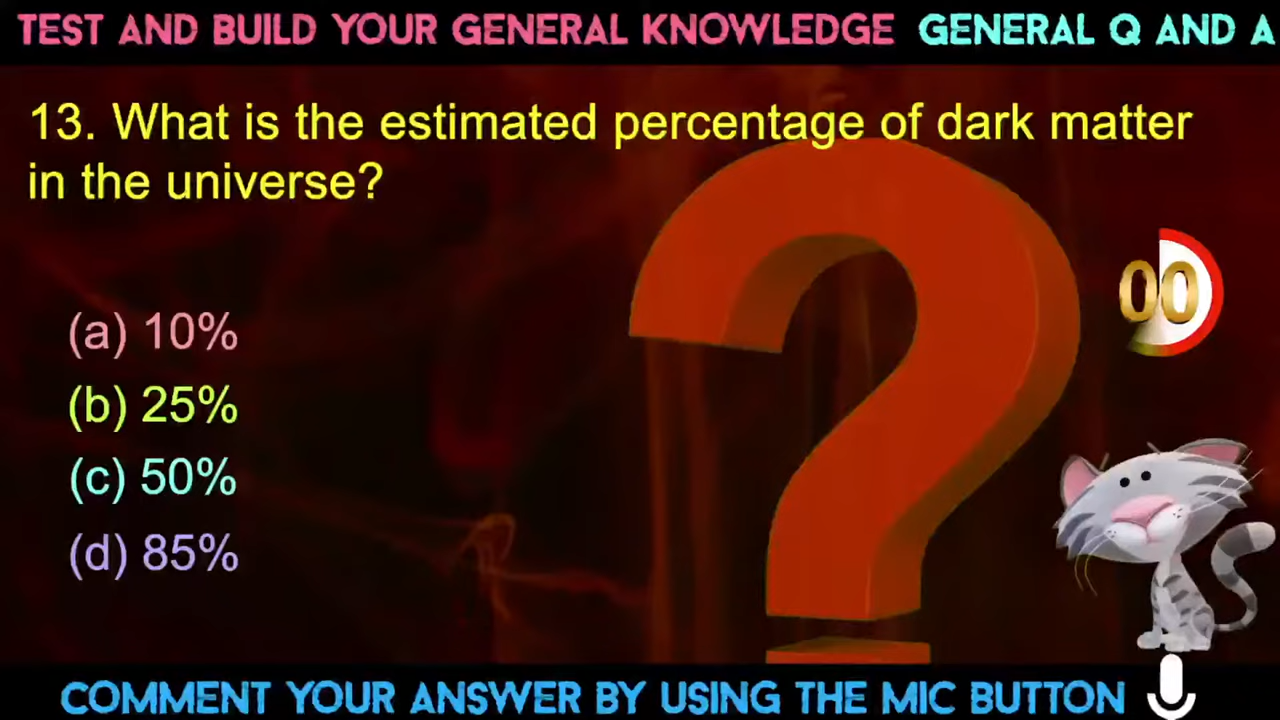 TEST AND BUILD YOUR GENERAL KNOWLEDGE GENERAL Q AND A
13. What is the estimated percentage of dark matter
in the universe?
00
(a) 10%
(b) 25%
(c) 50%
(d) 85%
COMMENT YOUR ANSWER BY USING THE MIC BUTTON